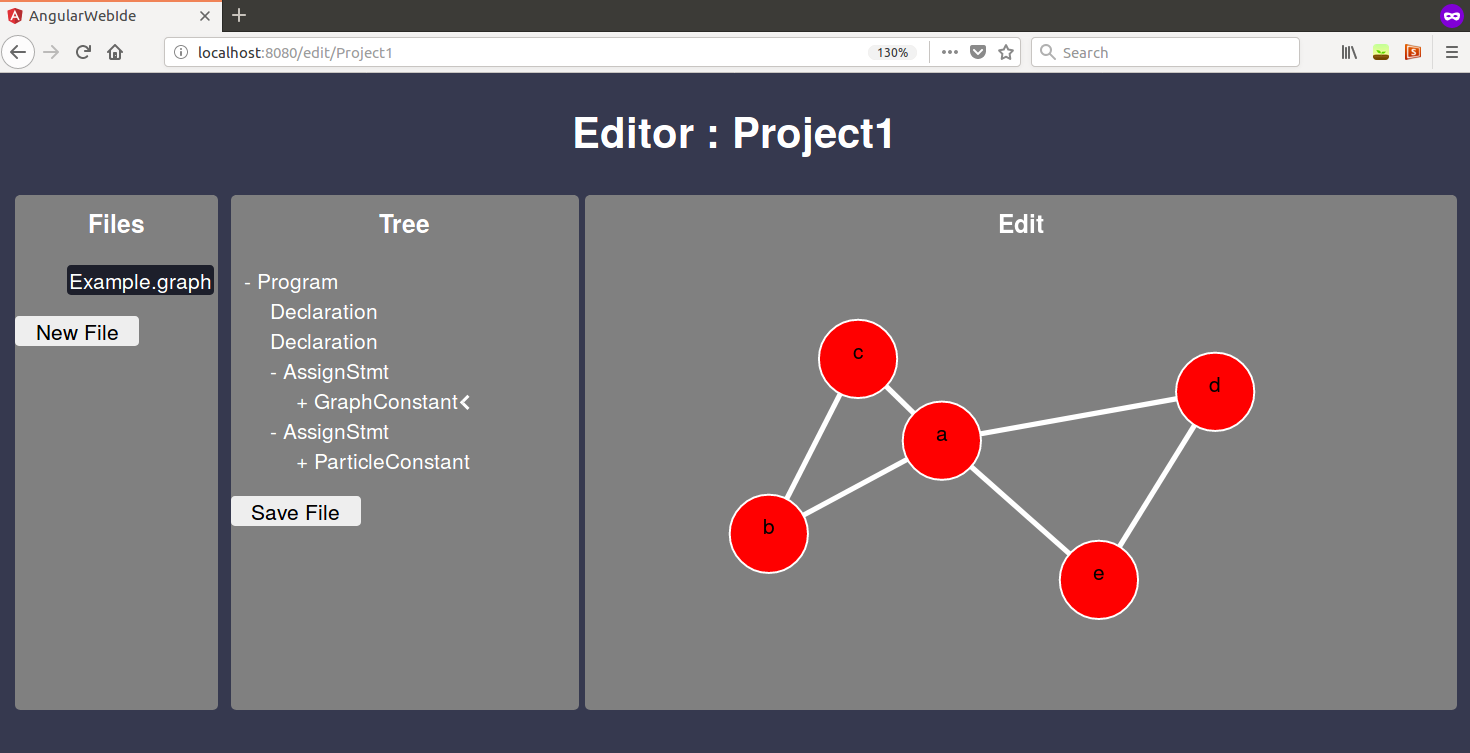 AngularWebIde
localhost:8080/edit/Project1
130%
Search
Editor : Project1
Files
Example.graph
New File
Tree
- Program
Declaration
Declaration
- AssignStmt
+ GraphConstant<
- AssignStmt
+ ParticleConstant
Save File
Edit
c
d
a
b
e